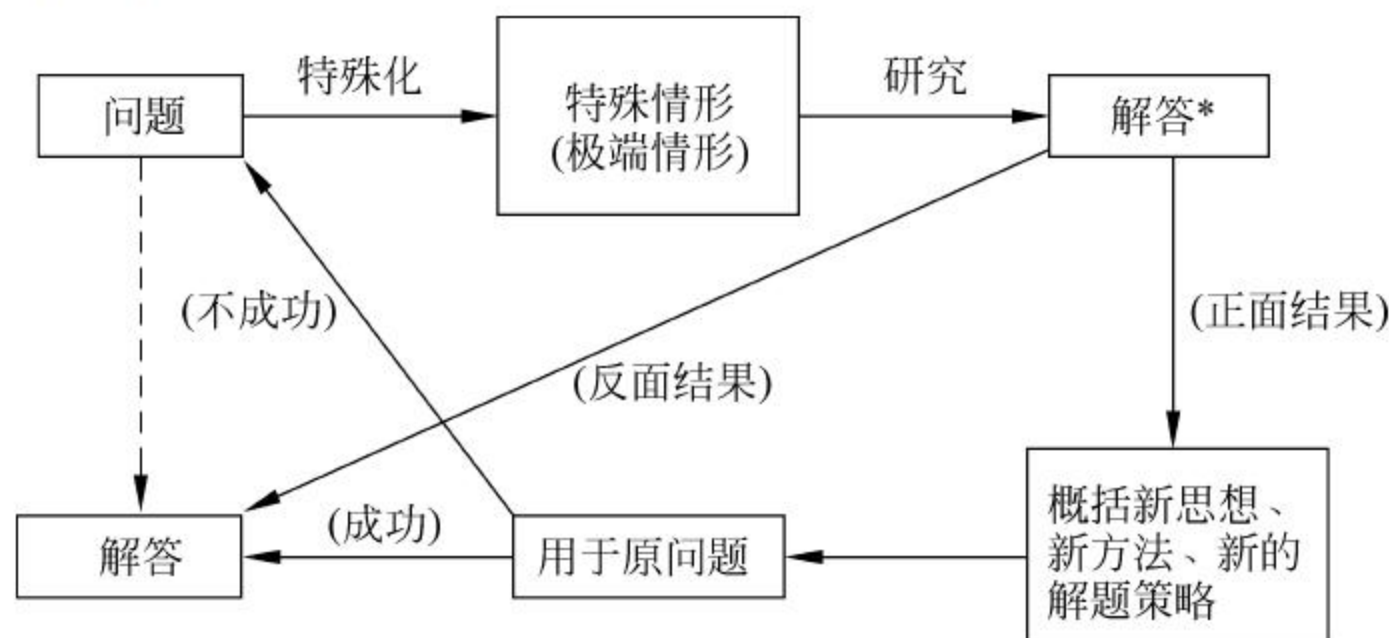 特殊化
研究
问题
特殊情形
(极端情形)
解答*
(不成功)
(正面结果)
(反面结果)
(成功)
解答
用于原问题
概括新思想、
新方法、新的
解题策略